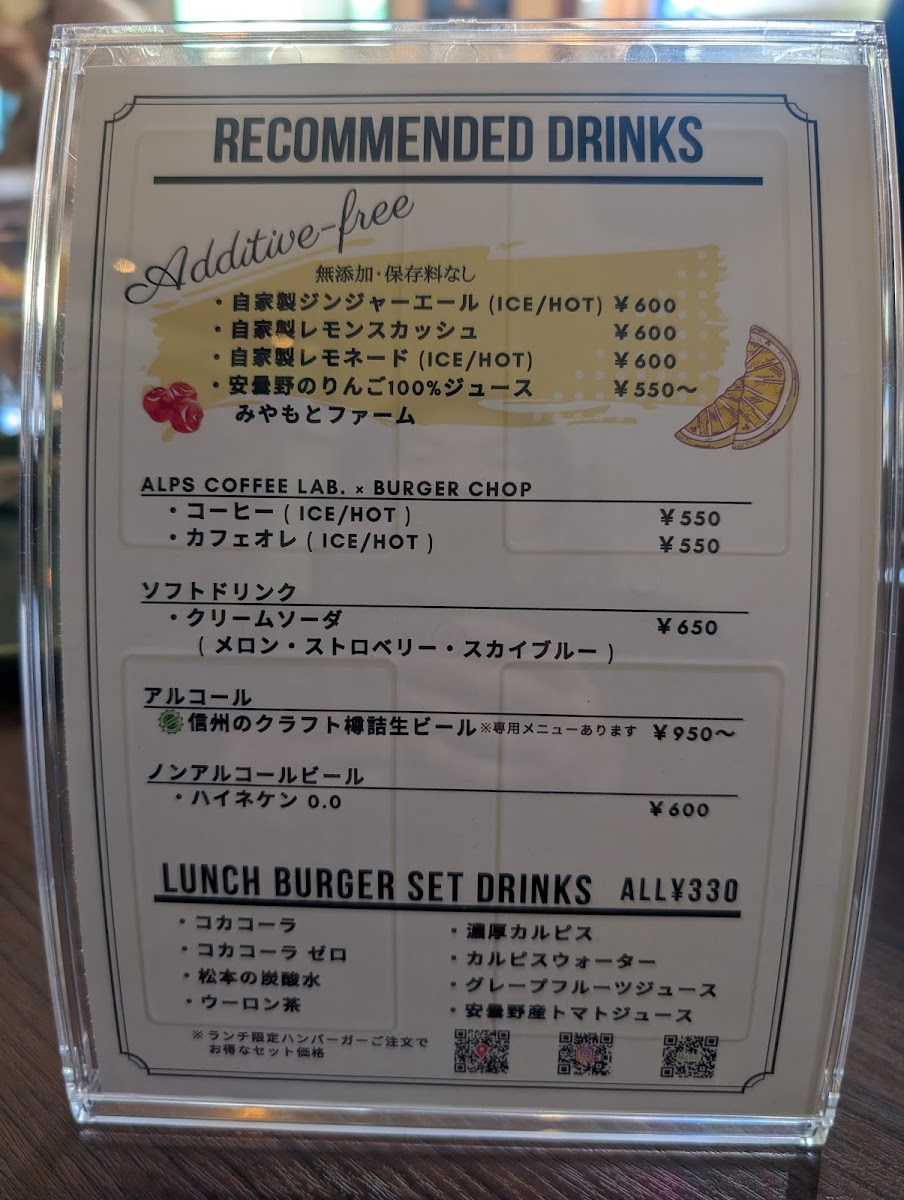 RECOMMENDED DRINKS
Additive-free
無添加・保存料なし
・自家製ジンジャーエール (ICE/HOT) ¥600
・自家製レモンスカッシュ ¥600
・自家製レモネード (ICE/HOT) ¥600
・安曇野のりんご100%ジュース ¥550〜
みやもとファーム
ALPS COFFEE LAB. × BURGER CHOP
・コーヒー ( ICE/HOT ) ¥550
・カフェオレ ( ICE/HOT ) ¥550
ソフトドリンク
・クリームソーダ ¥650
( メロン・ストロベリー・スカイブルー )
アルコール
信州のクラフト樽詰生ビール ※専用メニューあります ¥950〜
ノンアルコールビール
・ハイネケン 0.0 ¥600
LUNCH BURGER SET DRINKS ALL¥330
・コカコーラ
・コカコーラ ゼロ
・松本の炭酸水
・ウーロン茶
・濃厚カルピス
・カルピスウォーター
・グレープフルーツジュース
・安曇野産トマトジュース
※ランチ限定ハンバーガーご注文で
お得なセット価格